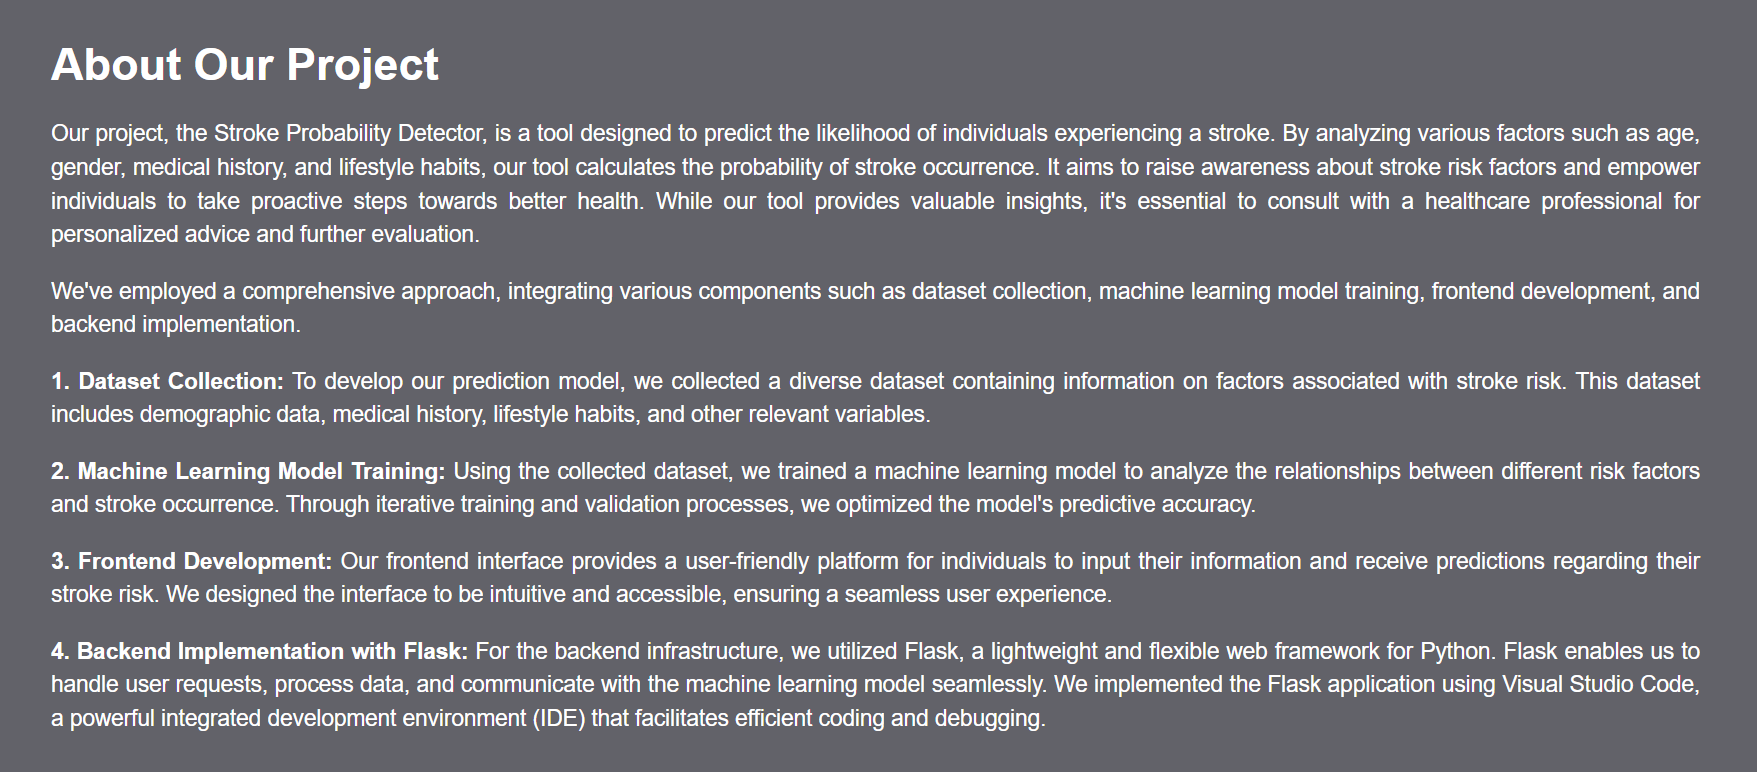 About Our Project
Our project, the Stroke Probability Detector, is a tool designed to predict the likelihood of individuals experiencing a stroke. By analyzing various factors such as age,
gender, medical history, and lifestyle habits, our tool calculates the probability of stroke occurrence. It aims to raise awareness about stroke risk factors and empower
individuals to take proactive steps towards better health. While our tool provides valuable insights, it's essential to consult with a healthcare professional for
personalized advice and further evaluation.
We've employed a comprehensive approach, integrating various components such as dataset collection, machine learning model training, frontend development, and
backend implementation.
1. Dataset Collection: To develop our prediction model, we collected a diverse dataset containing information on factors associated with stroke risk. This dataset
includes demographic data, medical history, lifestyle habits, and other relevant variables.
2. Machine Learning Model Training: Using the collected dataset, we trained a machine learning model to analyze the relationships between different risk factors
and stroke occurrence. Through iterative training and validation processes, we optimized the model's predictive accuracy.
3. Frontend Development: Our frontend interface provides a user-friendly platform for individuals to input their information and receive predictions regarding their
stroke risk. We designed the interface to be intuitive and accessible, ensuring a seamless user experience.
4. Backend Implementation with Flask: For the backend infrastructure, we utilized Flask, a lightweight and flexible web framework for Python. Flask enables us to
handle user requests, process data, and communicate with the machine learning model seamlessly. We implemented the Flask application using Visual Studio Code,
a powerful integrated development environment (IDE) that facilitates efficient coding and debugging.